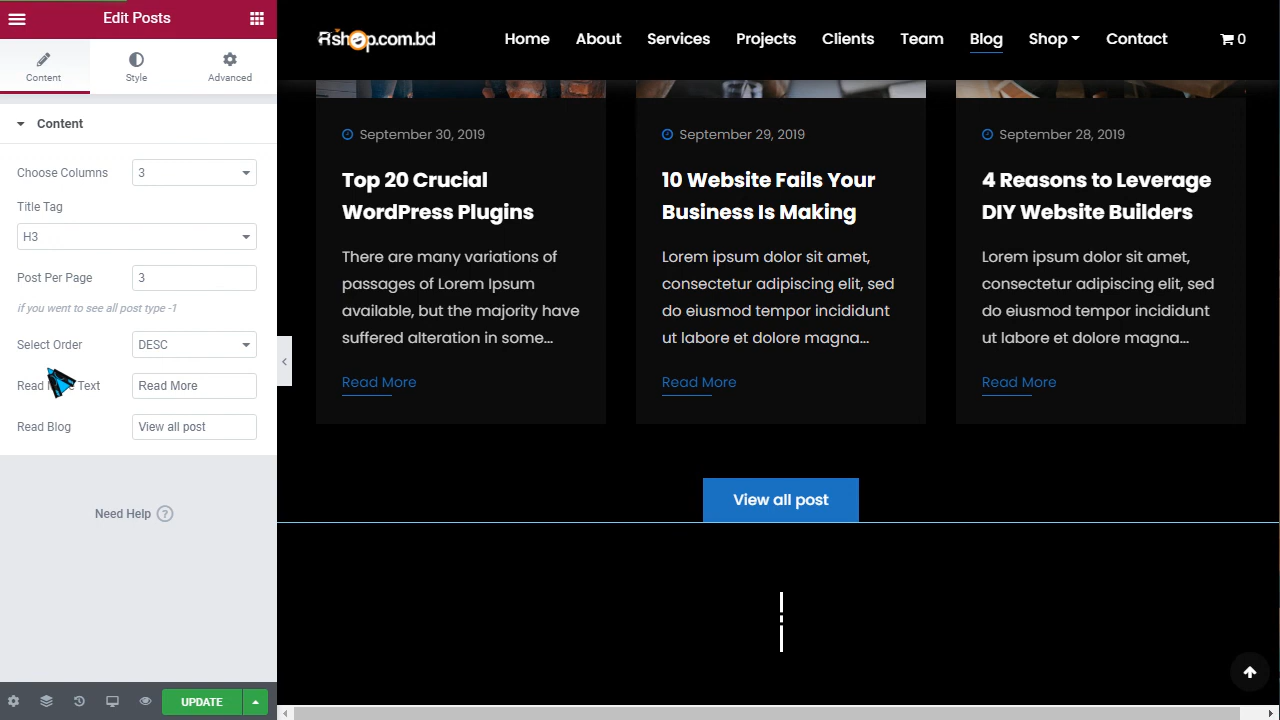 Edit Posts
Content
Style
Advanced
Content
Choose Columns
3
Title Tag
H3
Post Per Page
3
if you went to see all post type -1
Select Order
DESC
Read More Text
Read More
Read Blog
View all post
Need Help ?
UPDATE
Rshop.com.bd
Home
About
Services
Projects
Clients
Team
Blog
Shop
Contact
0
September 30, 2019
Top 20 Crucial
WordPress Plugins
There are many variations of
passages of Lorem Ipsum
available, but the majority have
suffered alteration in some...
Read More
September 29, 2019
10 Website Fails Your
Business Is Making
Lorem ipsum dolor sit amet,
consectetur adipiscing elit, sed
do eiusmod tempor incididunt
ut labore et dolore magna...
Read More
September 28, 2019
4 Reasons to Leverage
DIY Website Builders
Lorem ipsum dolor sit amet,
consectetur adipiscing elit, sed
do eiusmod tempor incididunt
ut labore et dolore magna...
Read More
View all post